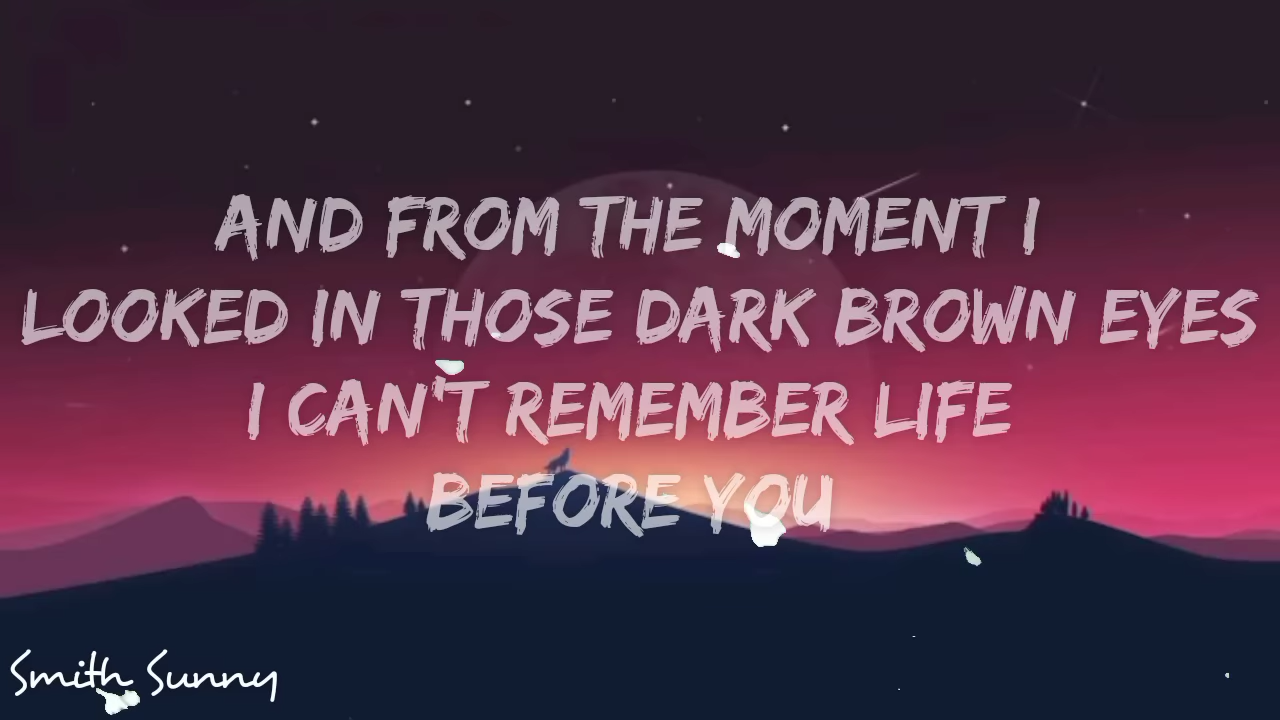 AND FROM THE MOMENT I
LOOKED IN THOSE DARK BROWN EYES
I CAN'T REMEMBER LIFE
BEFORE YOU
Smith Sunny